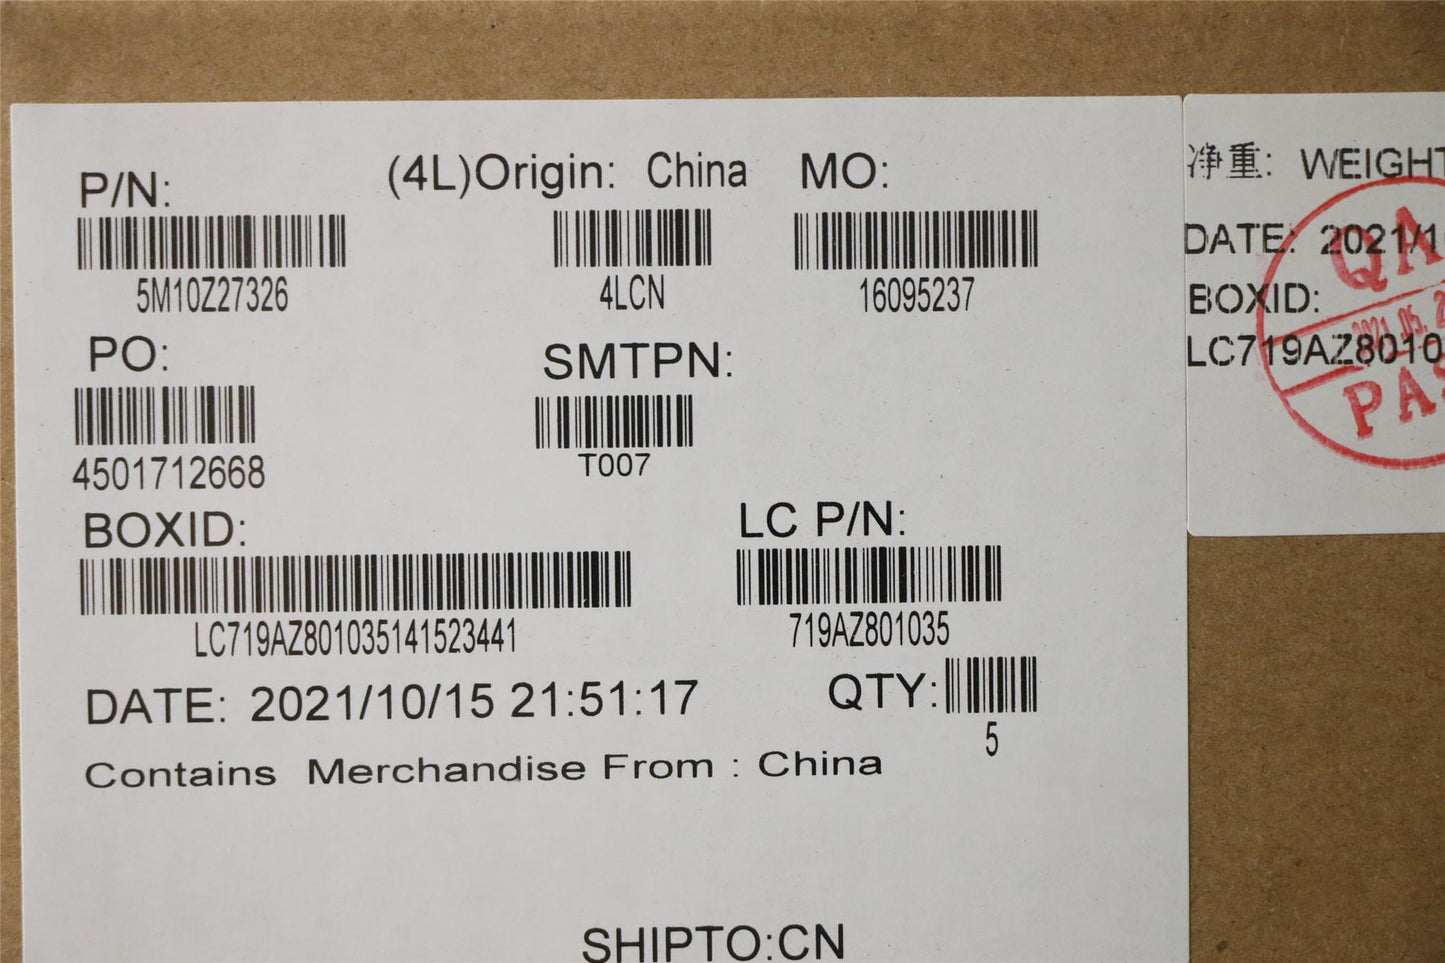 P/N:
(4L)Origin: China
MO:
5M10Z27326
4LCN
16095237
PO:
SMTPN:
4501712668
T007
BOXID:
LC P/N:
LC719AZ801035141523441
719AZ801035
DATE: 2021/10/15 21:51:17
QTY:
5
Contains Merchandise From : China
SHIPTO:CN
净重: WEIGHT
DATE: 2021/1
BOXID:
LC719AZ8010
QA
PAS